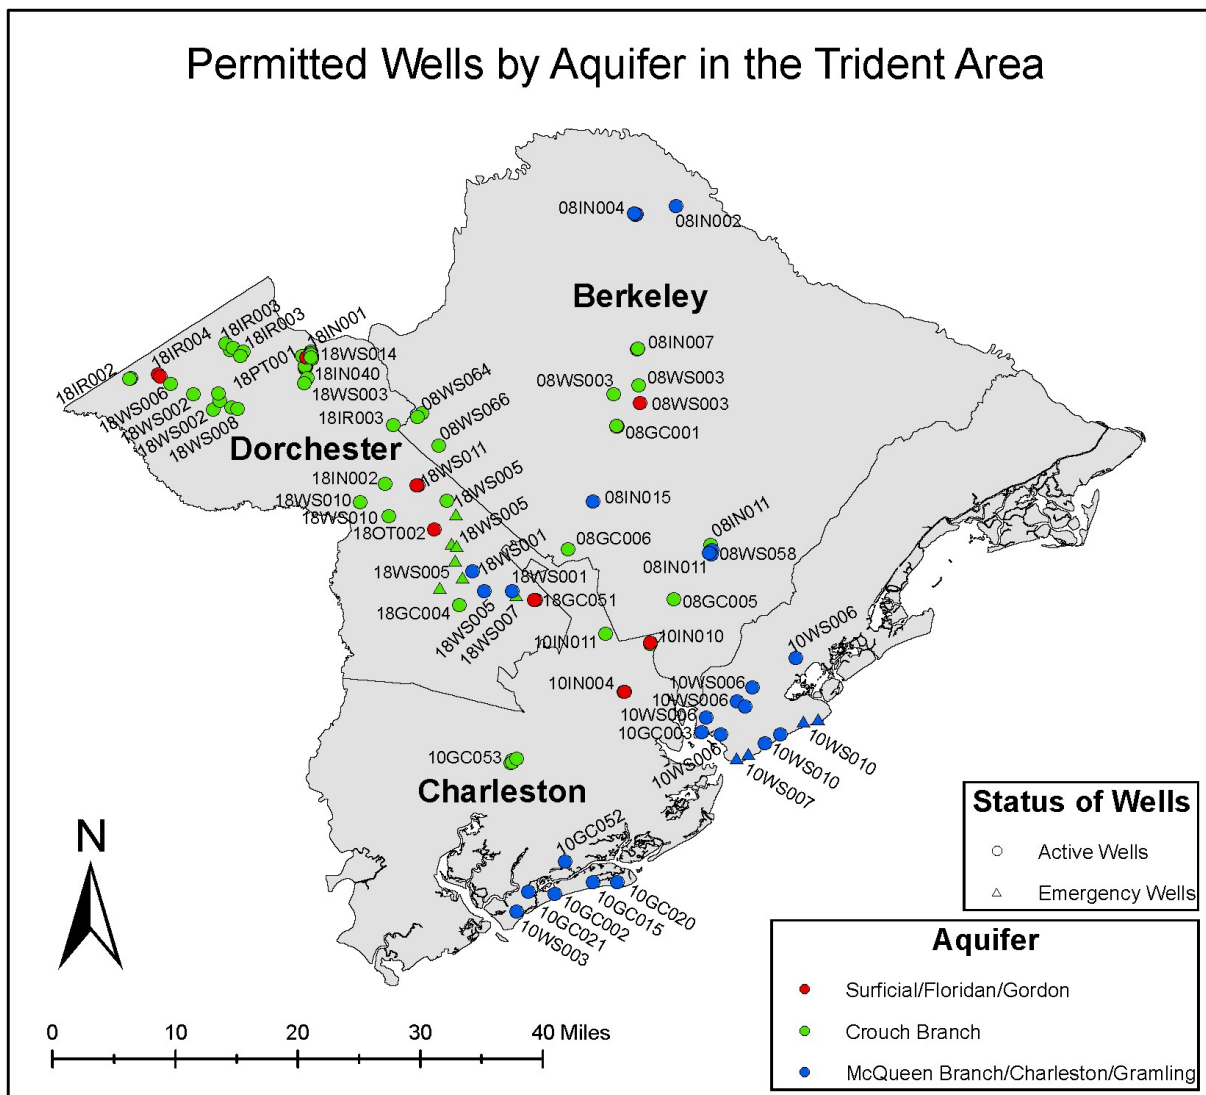 Permitted Wells by Aquifer in the Trident Area
08IN004
08IN002
Berkeley
18IR003
18IR003
18IN001
18IR004
18WS014
08IN007
18IR002
18PT001
18IN040
18WS006
18WS003
08WS003
08WS003
18WS002
08WS064
08WS003
18WS002
18IR003
18WS008
08WS066
08GC001
Dorchester
18WS011
18IN002
18WS005
18WS010
08IN015
18WS010
18WS005
18OT002
08IN011
18WS001
08GC006
08WS058
18WS005
18WS001
08IN011
18GC004
18GC051
08GC005
18WS005
18WS007
10IN011
10IN010
10WS006
10IN004
10WS006
10WS006
10WS006
10GC003
10WS006
10WS010
10WS010
10WS007
10GC053
Charleston
10GC052
10GC020
10GC015
10GC002
10GC021
10WS003
N
0 10 20 30 40 Miles
Status of Wells
Active Wells
Emergency Wells
Aquifer
Surficial/Floridan/Gordon
Crouch Branch
McQueen Branch/Charleston/Gramling